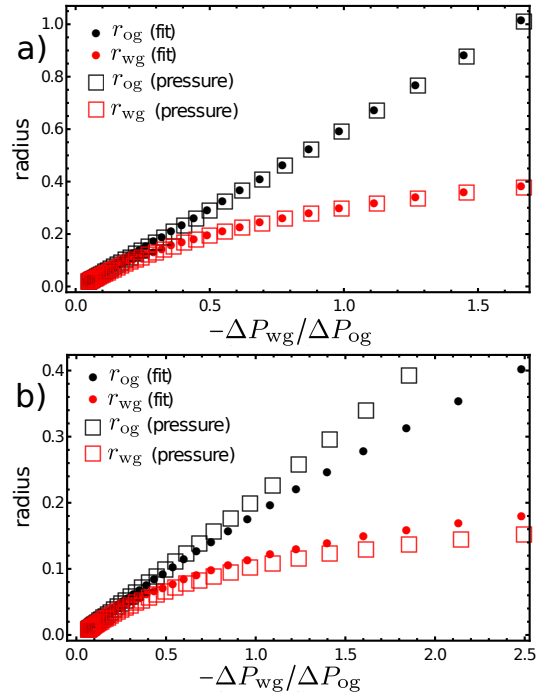 a)
r_og (fit)
r_wg (fit)
r_og (pressure)
r_wg (pressure)
radius
1.0
0.8
0.6
0.4
0.2
0.0
0.0 0.5 1.0 1.5
−ΔP_wg/ΔP_og
b)
r_og (fit)
r_wg (fit)
r_og (pressure)
r_wg (pressure)
radius
0.4
0.3
0.2
0.1
0.0
0.0 0.5 1.0 1.5 2.0 2.5
−ΔP_wg/ΔP_og